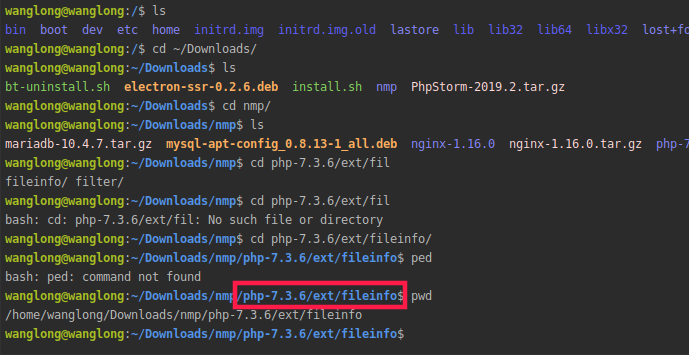 wanglong@wanglong:/$ ls
bin boot dev etc home initrd.img initrd.img.old lastore lib lib32 lib64 libx32 lost+fo
wanglong@wanglong:/$ cd ~/Downloads/
wanglong@wanglong:~/Downloads$ ls
bt-uninstall.sh electron-ssr-0.2.6.deb install.sh nmp PhpStorm-2019.2.tar.gz
wanglong@wanglong:~/Downloads$ cd nmp/
wanglong@wanglong:~/Downloads/nmp$ ls
mariadb-10.4.7.tar.gz mysql-apt-config_0.8.13-1_all.deb nginx-1.16.0 nginx-1.16.0.tar.gz php-7
wanglong@wanglong:~/Downloads/nmp$ cd php-7.3.6/ext/fil
fileinfo/ filter/
wanglong@wanglong:~/Downloads/nmp$ cd php-7.3.6/ext/fil
bash: cd: php-7.3.6/ext/fil: No such file or directory
wanglong@wanglong:~/Downloads/nmp$ cd php-7.3.6/ext/fileinfo/
wanglong@wanglong:~/Downloads/nmp/php-7.3.6/ext/fileinfo$ ped
bash: ped: command not found
wanglong@wanglong:~/Downloads/nmp/php-7.3.6/ext/fileinfo$ pwd
/home/wanglong/Downloads/nmp/php-7.3.6/ext/fileinfo
wanglong@wanglong:~/Downloads/nmp/php-7.3.6/ext/fileinfo$